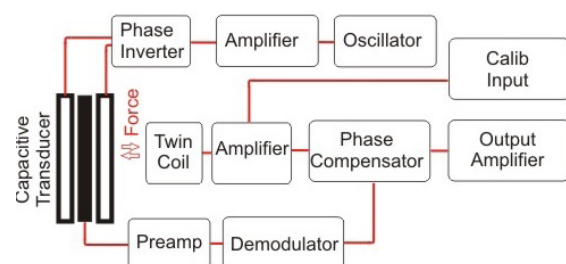 Phase
Inverter
Amplifier
Oscillator
Calib
Input
Capacitive
Transducer
Force
Twin
Coil
Amplifier
Phase
Compensator
Output
Amplifier
Preamp
Demodulator